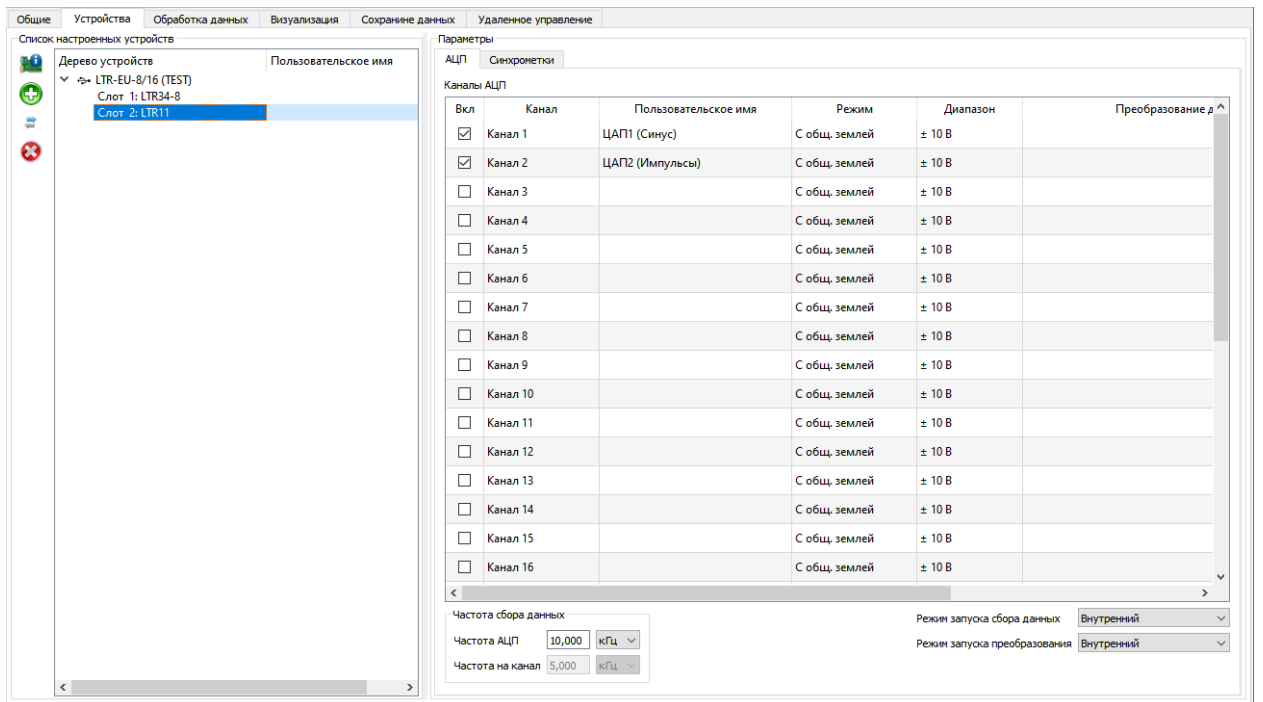 Общие Устройства Обработка данных Визуализация Сохранине данных Удаленное управление
Список настроенных устройств
Дерево устройств Пользовательское имя
LTR-EU-8/16 (TEST)
Слот 1: LTR34-8
Слот 2: LTR11
Параметры
АЦП Синхрометки
Каналы АЦП
Вкл Канал Пользовательское имя Режим Диапазон Преобразование д
Канал 1 ЦАП1 (Синус) С общ. землей ± 10 В
Канал 2 ЦАП2 (Импульсы) С общ. землей ± 10 В
Канал 3 С общ. землей ± 10 В
Канал 4 С общ. землей ± 10 В
Канал 5 С общ. землей ± 10 В
Канал 6 С общ. землей ± 10 В
Канал 7 С общ. землей ± 10 В
Канал 8 С общ. землей ± 10 В
Канал 9 С общ. землей ± 10 В
Канал 10 С общ. землей ± 10 В
Канал 11 С общ. землей ± 10 В
Канал 12 С общ. землей ± 10 В
Канал 13 С общ. землей ± 10 В
Канал 14 С общ. землей ± 10 В
Канал 15 С общ. землей ± 10 В
Канал 16 С общ. землей ± 10 В
Частота сбора данных
Частота АЦП 10,000 кГц
Частота на канал 5,000 кГц
Режим запуска сбора данных Внутренний
Режим запуска преобразования Внутренний